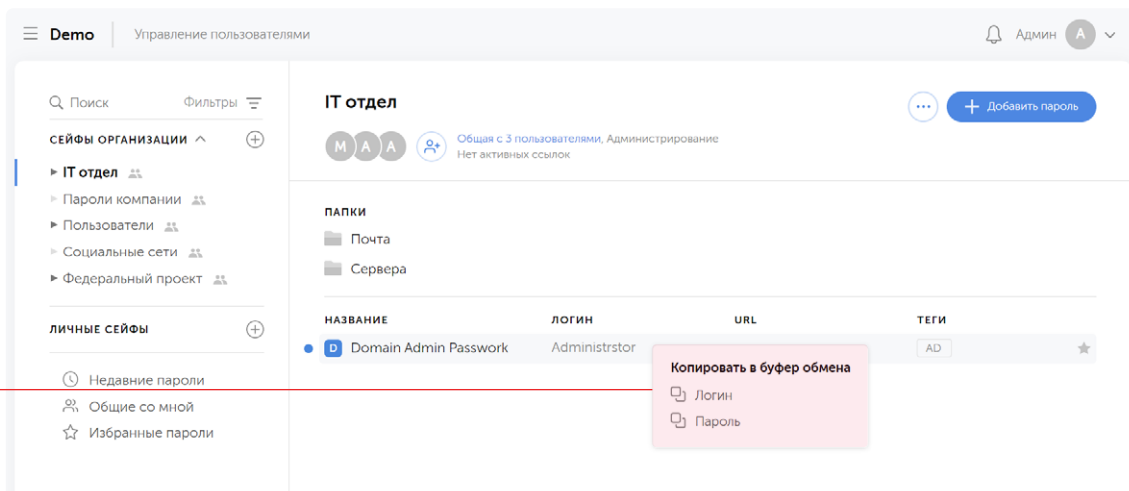 Demo
Управление пользователями
Админ
A
Поиск
Фильтры
СЕЙФЫ ОРГАНИЗАЦИИ
IT отдел
Пароли компании
Пользователи
Социальные сети
Федеральный проект
ЛИЧНЫЕ СЕЙФЫ
Недавние пароли
Общие со мной
Избранные пароли
IT отдел
Добавить пароль
M A A
Общая с 3 пользователями, Администрирование
Нет активных ссылок
ПАПКИ
Почта
Сервера
НАЗВАНИЕ ЛОГИН URL ТЕГИ
D Domain Admin Passwork Administrstor AD
Копировать в буфер обмена
Логин
Пароль